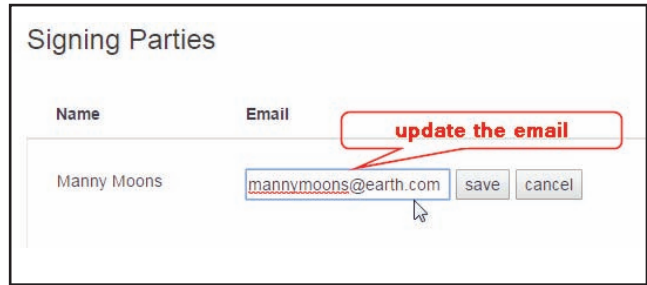 Signing Parties
Name Email
update the email
Manny Moons mannymoons@earth.com save cancel